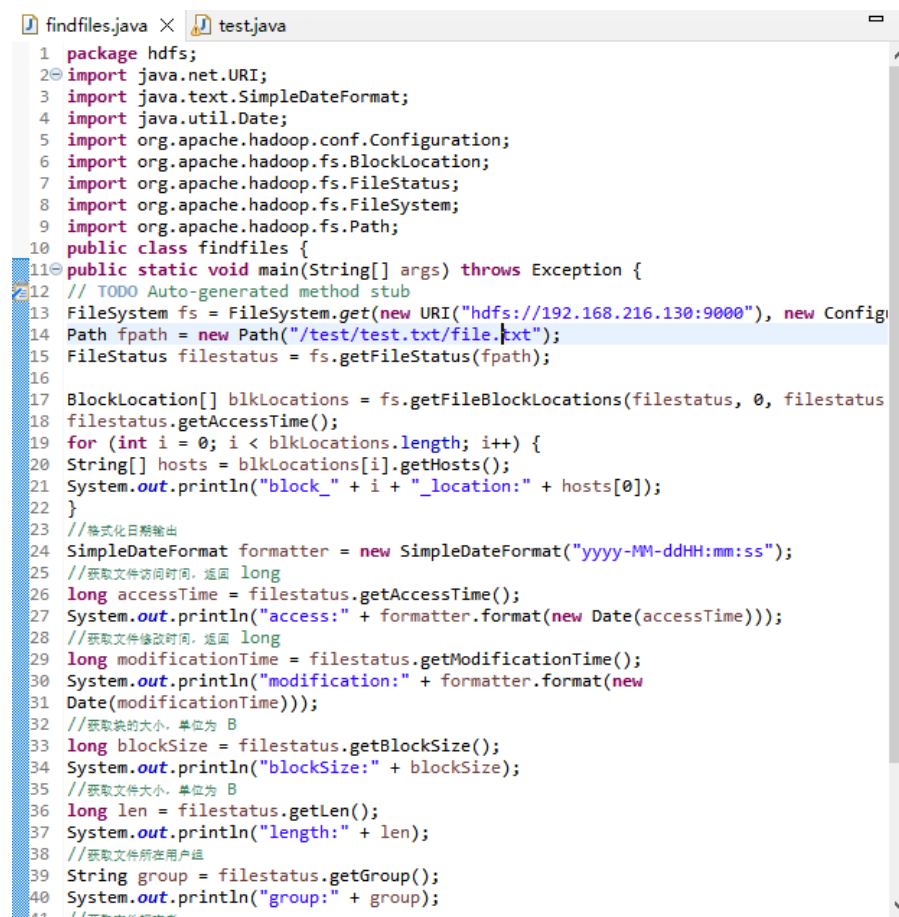 findfiles.java
test.java
1 package hdfs;
2 import java.net.URI;
3 import java.text.SimpleDateFormat;
4 import java.util.Date;
5 import org.apache.hadoop.conf.Configuration;
6 import org.apache.hadoop.fs.BlockLocation;
7 import org.apache.hadoop.fs.FileStatus;
8 import org.apache.hadoop.fs.FileSystem;
9 import org.apache.hadoop.fs.Path;
10 public class findfiles {
11 public static void main(String[] args) throws Exception {
12 // TODO Auto-generated method stub
13 FileSystem fs = FileSystem.get(new URI("hdfs://192.168.216.130:9000"), new Config
14 Path fpath = new Path("/test/test.txt/file.txt");
15 FileStatus filestatus = fs.getFileStatus(fpath);
16
17 BlockLocation[] blkLocations = fs.getFileBlockLocations(filestatus, 0, filestatus
18 filestatus.getAccessTime();
19 for (int i = 0; i < blkLocations.length; i++) {
20 String[] hosts = blkLocations[i].getHosts();
21 System.out.println("block_" + i + "_location:" + hosts[0]);
22 }
23 //格式化日期输出
24 SimpleDateFormat formatter = new SimpleDateFormat("yyyy-MM-ddHH:mm:ss");
25 //获取文件访问时间，返回 long
26 long accessTime = filestatus.getAccessTime();
27 System.out.println("access:" + formatter.format(new Date(accessTime)));
28 //获取文件修改时间，返回 long
29 long modificationTime = filestatus.getModificationTime();
30 System.out.println("modification:" + formatter.format(new
31 Date(modificationTime)));
32 //获取块的大小，单位为 B
33 long blockSize = filestatus.getBlockSize();
34 System.out.println("blockSize:" + blockSize);
35 //获取文件大小，单位为 B
36 long len = filestatus.getLen();
37 System.out.println("length:" + len);
38 //获取文件所在用户组
39 String group = filestatus.getGroup();
40 System.out.println("group:" + group);